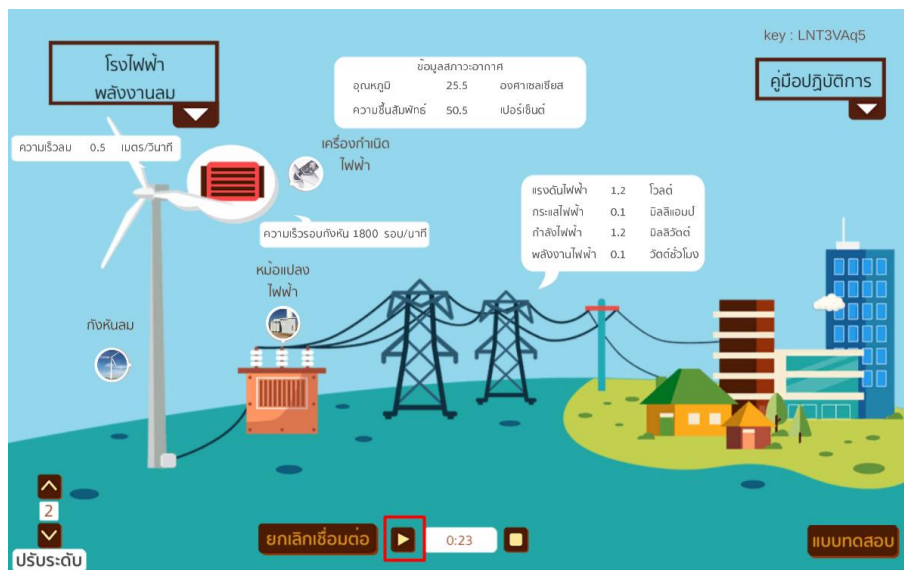 key : LNT3VAq5
โรงไฟฟ้า
พลังงานลม
ข้อมูลสภาวะอากาศ
อุณหภูมิ 25.5 องศาเซลเซียส
ความชื้นสัมพัทธ์ 50.5 เปอร์เซ็นต์
คู่มือปฏิบัติการ
ความเร็วลม 0.5 เมตร/วินาที
เครื่องกำเนิด
ไฟฟ้า
แรงดันไฟฟ้า 1.2 โวลต์
กระแสไฟฟ้า 0.1 มิลลิแอมป์
กำลังไฟฟ้า 1.2 มิลลิวัตต์
พลังงานไฟฟ้า 0.1 วัตต์ชั่วโมง
ความเร็วรอบกังหัน 1800 รอบ/นาที
หม้อแปลง
ไฟฟ้า
กังหันลม
2
ปรับระดับ
ยกเลิกเชื่อมต่อ
0:23
แบบทดสอบ